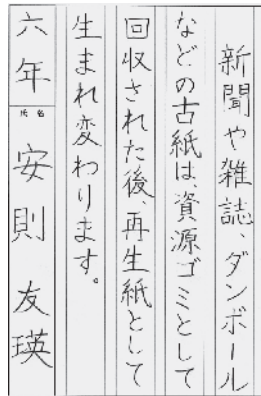 新聞や雑誌、ダンボール
などの古紙は、資源ゴミとして
回収された後、再生紙として
生まれ変わります。
六年 氏名 安則友瑛